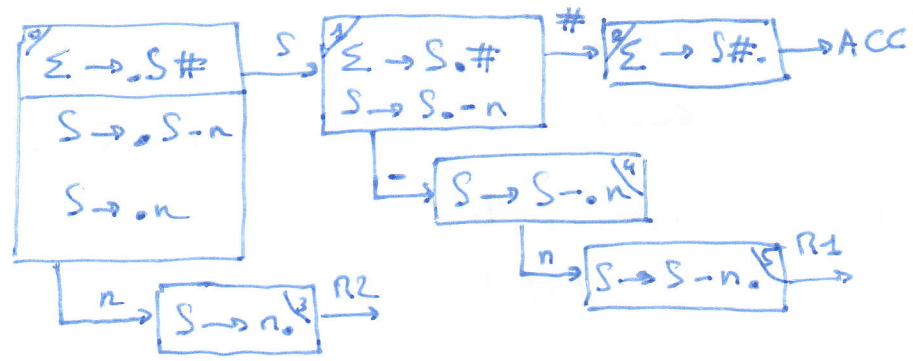 0
Σ → .S#
S → .S-n
S → .n
S
1
Σ → S.#
S → S.-n
#
2
Σ → S#.
ACC
-
4
S → S-.n
n
5
S → S-n.
R1
n
3
S → n.
R2